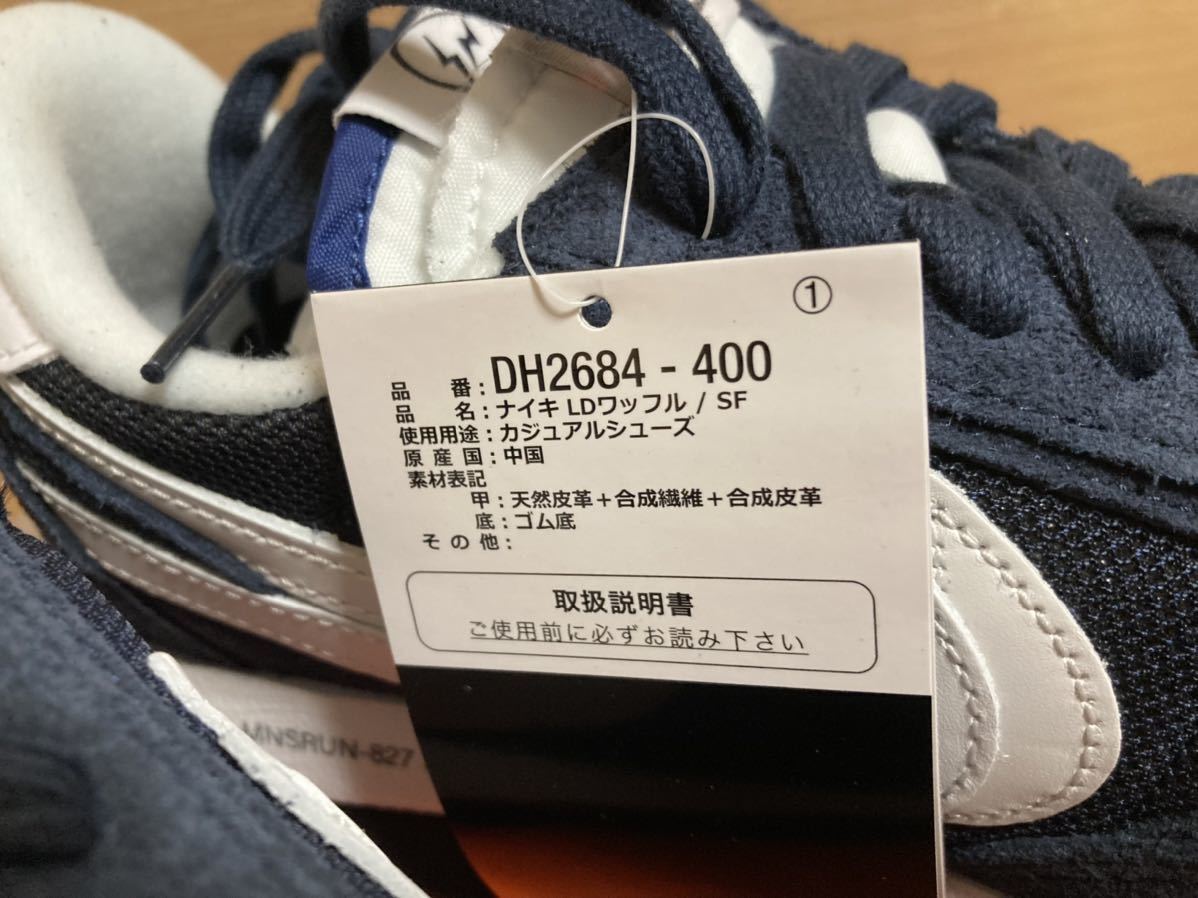 ①
品 番：DH2684 - 400
品 名：ナイキ LDワッフル / SF
使用用途：カジュアルシューズ
原 産 国：中国
素材表記
甲：天然皮革＋合成繊維＋合成皮革
底：ゴム底
そ の 他：
取扱説明書
ご使用前に必ずお読み下さい
MNSRUN-827